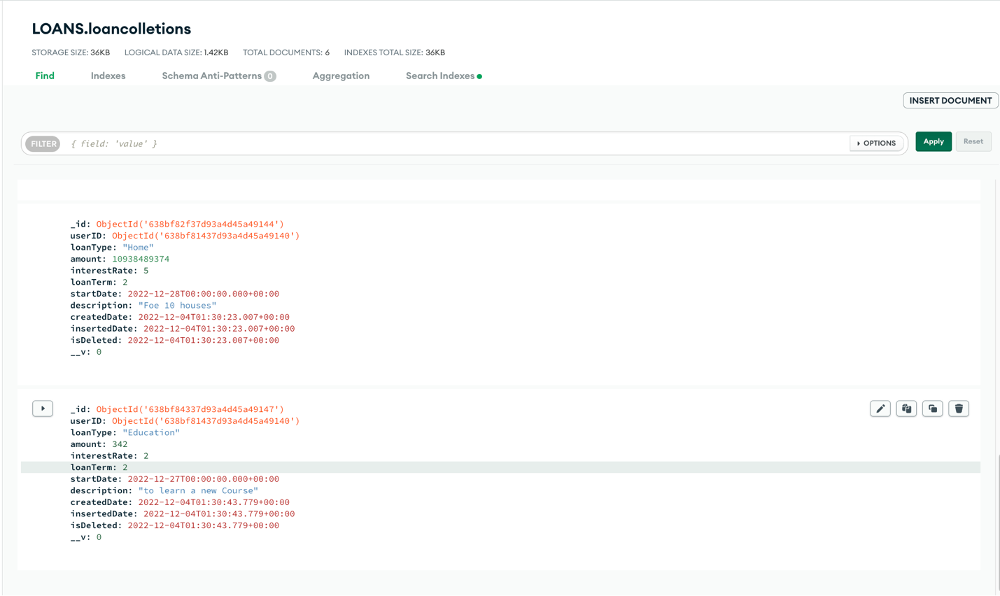 LOANS.loancolletions
STORAGE SIZE: 36KB LOGICAL DATA SIZE: 1.42KB TOTAL DOCUMENTS: 6 INDEXES TOTAL SIZE: 36KB
Find Indexes Schema Anti-Patterns 0 Aggregation Search Indexes
INSERT DOCUMENT
FILTER { field: 'value' } OPTIONS Apply Reset
_id: ObjectId('638bf82f37d93a4d45a49144')
userID: ObjectId('638bf81437d93a4d45a49140')
loanType: "Home"
amount: 10938489374
interestRate: 5
loanTerm: 2
startDate: 2022-12-28T00:00:00.000+00:00
description: "Foe 10 houses"
createdDate: 2022-12-04T01:30:23.007+00:00
insertedDate: 2022-12-04T01:30:23.007+00:00
isDeleted: 2022-12-04T01:30:23.007+00:00
__v: 0
_id: ObjectId('638bf84337d93a4d45a49147')
userID: ObjectId('638bf81437d93a4d45a49140')
loanType: "Education"
amount: 342
interestRate: 2
loanTerm: 2
startDate: 2022-12-27T00:00:00.000+00:00
description: "to learn a new Course"
createdDate: 2022-12-04T01:30:43.779+00:00
insertedDate: 2022-12-04T01:30:43.779+00:00
isDeleted: 2022-12-04T01:30:43.779+00:00
__v: 0